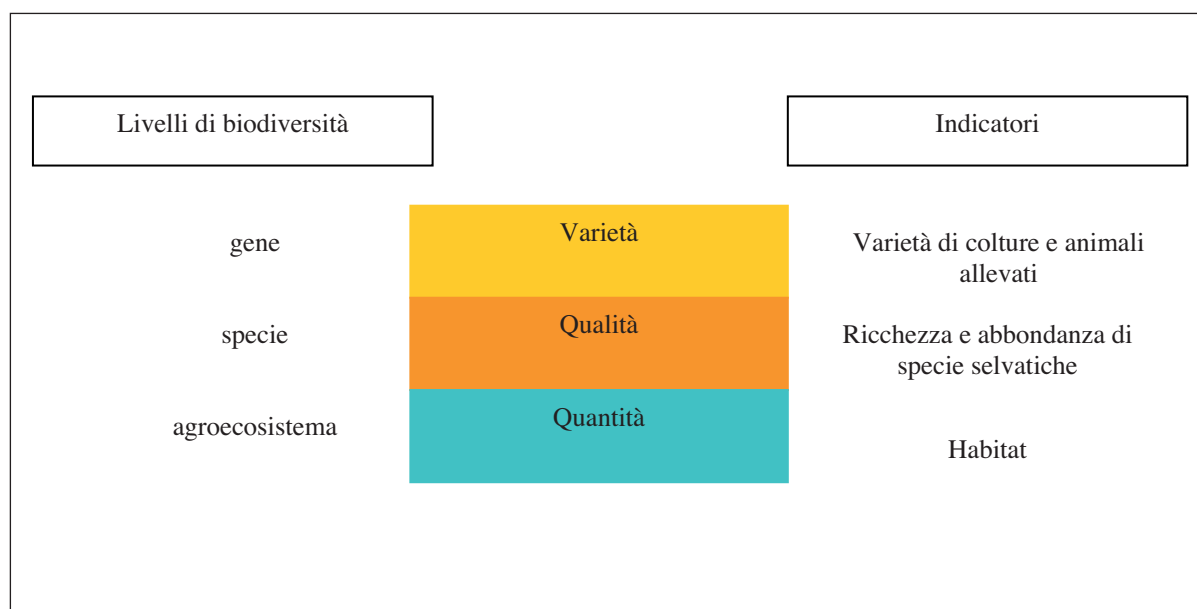 Livelli di biodiversità
Indicatori
gene
Varietà
Varietà di colture e animali
allevati
specie
Qualità
Ricchezza e abbondanza di
specie selvatiche
agroecosistema
Quantità
Habitat